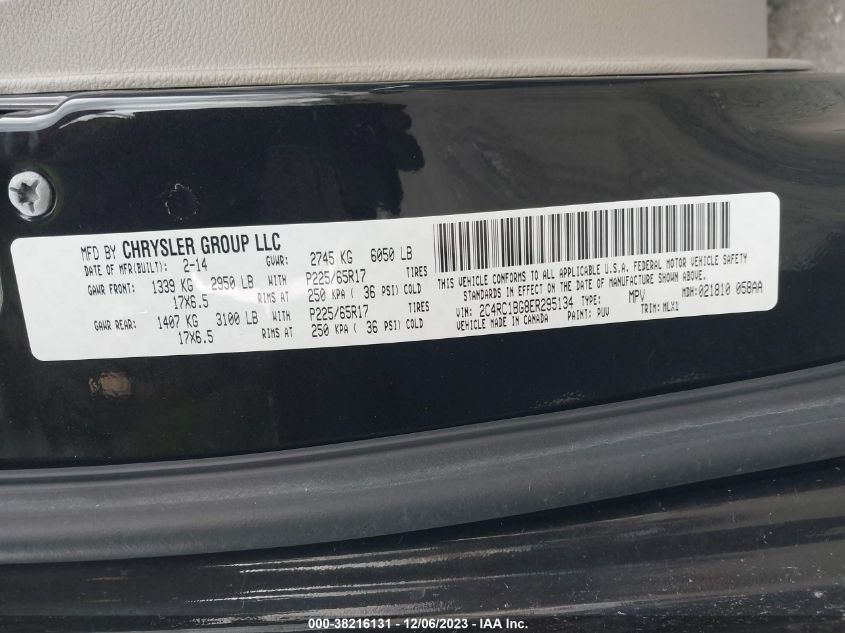 MFD BY CHRYSLER GROUP LLC
DATE OF MFR(BUILT): 2-14 GVWR: 2745 KG 6050 LB
GAWR FRONT: 1339 KG 2950 LB WITH P225/65R17 TIRES
17X6.5 RIMS AT 250 KPA ( 36 PSI) COLD
GAWR REAR: 1407 KG 3100 LB WITH P225/65R17 TIRES
17X6.5 RIMS AT 250 KPA ( 36 PSI) COLD
THIS VEHICLE CONFORMS TO ALL APPLICABLE U.S.A. FEDERAL MOTOR VEHICLE SAFETY
STANDARDS IN EFFECT ON THE DATE OF MANUFACTURE SHOWN ABOVE.
VIN: 2C4RC1BG8ER295134 TYPE: MPV MDH:021810 058AA
VEHICLE MADE IN CANADA PAINT: PUV TRIM: MLX1
000-38216131 - 12/06/2023 - IAA Inc.